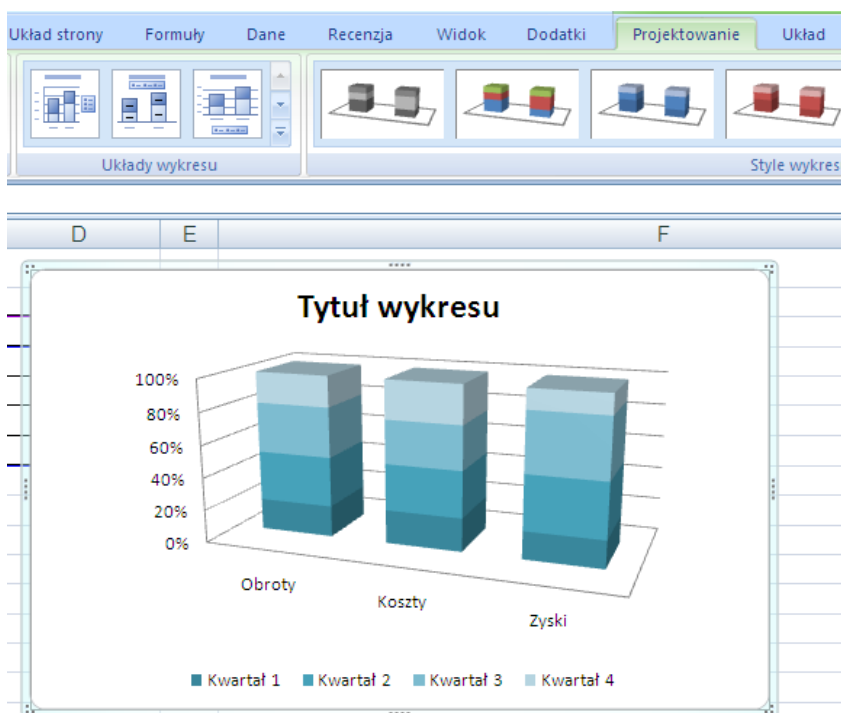 Układ strony Formuły Dane Recenzja Widok Dodatki Projektowanie Układ
Układy wykresu Style wykres
D E F
Tytuł wykresu
100%
80%
60%
40%
20%
0%
Obroty
Koszty
Zyski
Kwartał 1 Kwartał 2 Kwartał 3 Kwartał 4